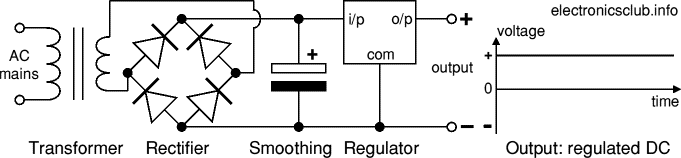 electronicsclub.info
i/p o/p
+
voltage
AC
mains
+
com
output
+
0
time
−
-
Transformer Rectifier Smoothing Regulator Output: regulated DC